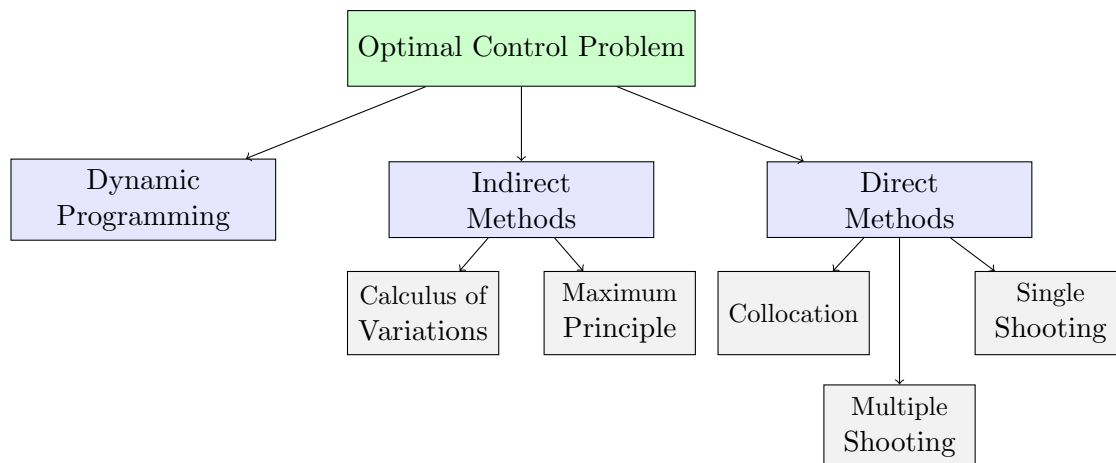 Optimal Control Problem
Dynamic
Programming
Indirect
Methods
Direct
Methods
Calculus of
Variations
Maximum
Principle
Collocation
Single
Shooting
Multiple
Shooting